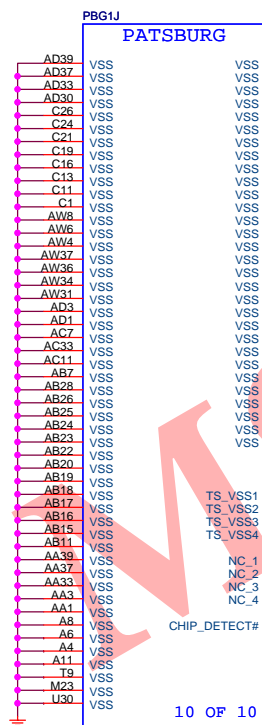 PBG1J
PATSBURG
AD39 VSS VSS
AD37 VSS VSS
AD33 VSS VSS
AD30 VSS VSS
C26 VSS VSS
C24 VSS VSS
C21 VSS VSS
C19 VSS VSS
C16 VSS VSS
C13 VSS VSS
C11 VSS VSS
C1 VSS VSS
AW8 VSS VSS
AW6 VSS VSS
AW4 VSS VSS
AW37 VSS VSS
AW36 VSS VSS
AW34 VSS VSS
AW31 VSS VSS
AD3 VSS VSS
AD1 VSS VSS
AC7 VSS VSS
AC33 VSS VSS
AC11 VSS VSS
AB7 VSS VSS
AB28 VSS VSS
AB26 VSS VSS
AB25 VSS VSS
AB24 VSS VSS
AB23 VSS VSS
AB22 VSS
AB20 VSS
AB19 VSS
AB18 VSS TS_VSS1
AB17 VSS TS_VSS2
AB16 VSS TS_VSS3
AB15 VSS TS_VSS4
AB11 VSS
AA39 VSS NC_1
AA37 VSS NC_2
AA33 VSS NC_3
AA3 VSS NC_4
AA1 VSS
A8 VSS CHIP_DETECT#
A6 VSS
A4 VSS
A11 VSS
T9 VSS
M23 VSS
U30 VSS
10 OF 10